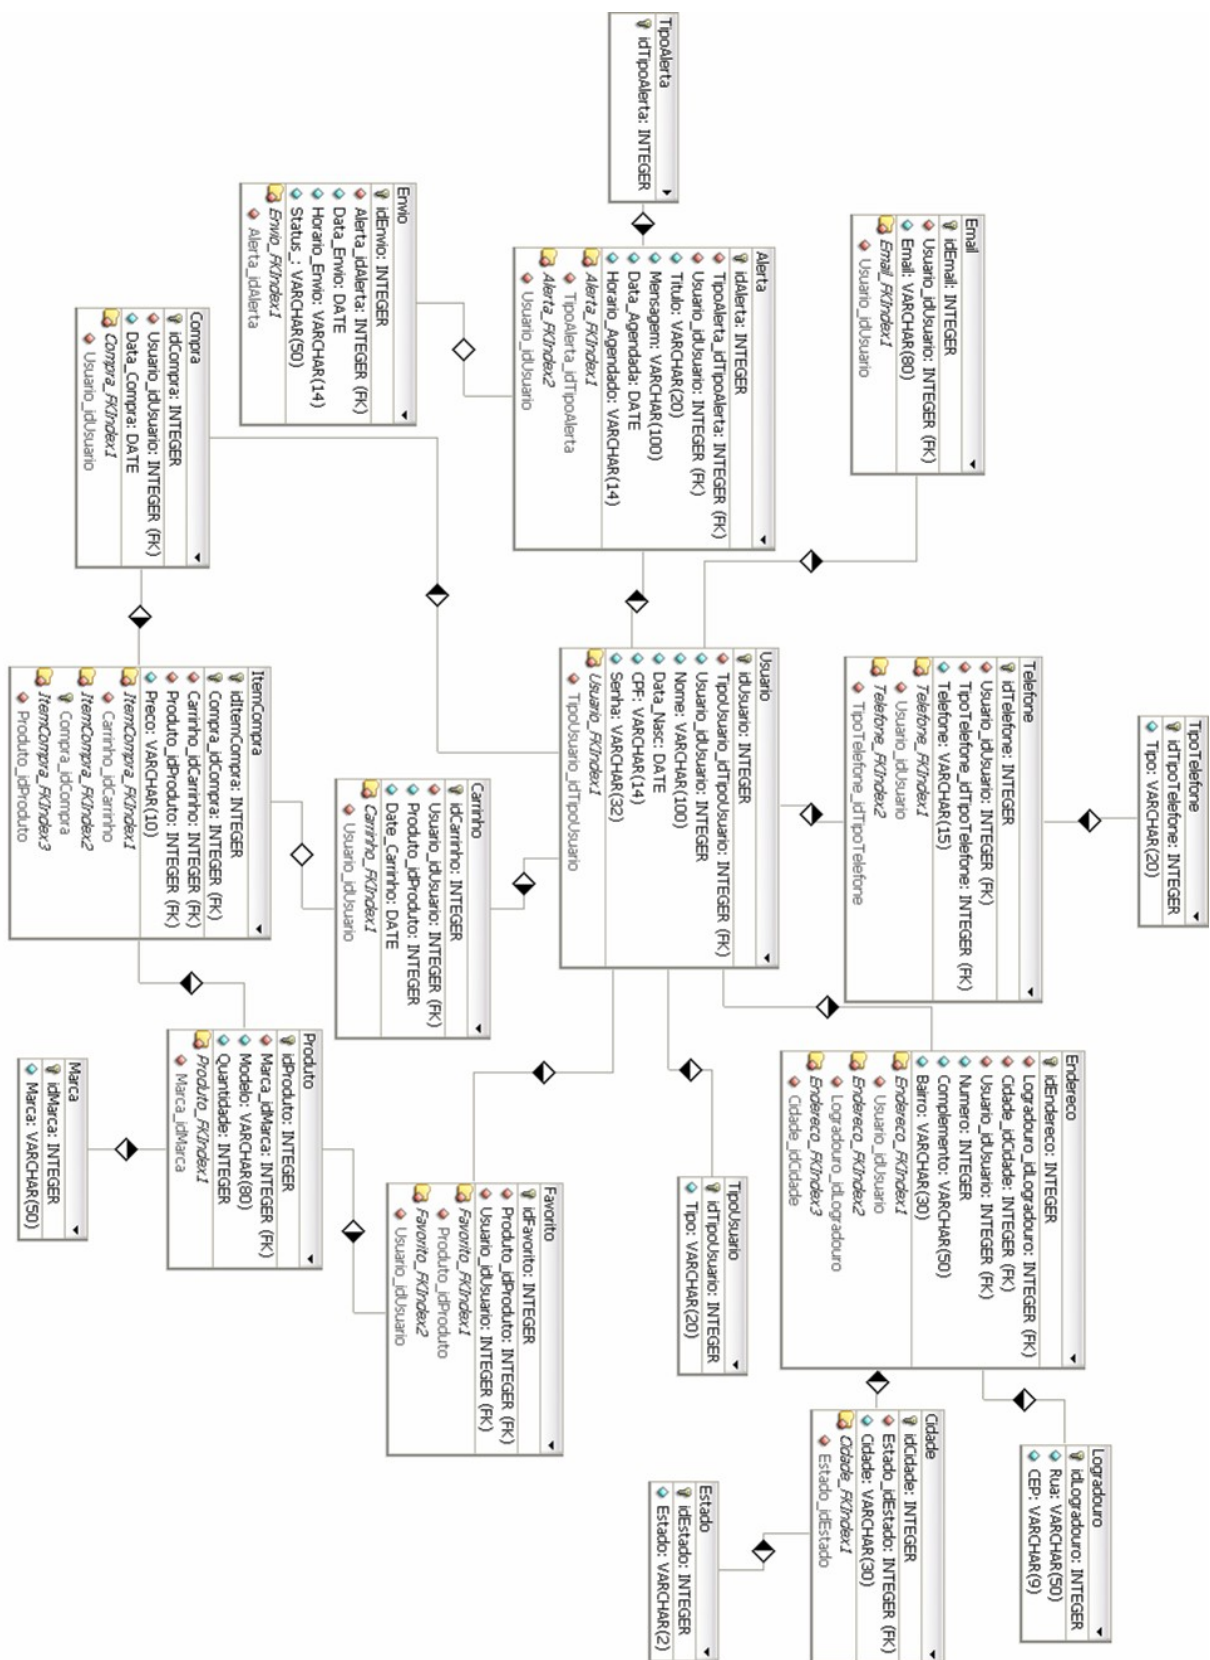 TipoAlerta
idTipoAlerta: INTEGER
Email
idEmail: INTEGER
Usuario_idUsuario: INTEGER (FK)
Email: VARCHAR(80)
Email_FKIndex1
Usuario_idUsuario
Alerta
idAlerta: INTEGER
TipoAlerta_idTipoAlerta: INTEGER (FK)
Usuario_idUsuario: INTEGER (FK)
Titulo: VARCHAR(20)
Mensagem: VARCHAR(100)
Data_Agendada: DATE
Horario_Agendado: VARCHAR(14)
Alerta_FKIndex1
TipoAlerta_idTipoAlerta
Alerta_FKIndex2
Usuario_idUsuario
Envio
idEnvio: INTEGER
Alerta_idAlerta: INTEGER (FK)
Data_Envio: DATE
Horario_Envio: VARCHAR(14)
Status_: VARCHAR(50)
Envio_FKIndex1
Alerta_idAlerta
Compra
idCompra: INTEGER
Usuario_idUsuario: INTEGER (FK)
Data_Compra: DATE
Compra_FKIndex1
Usuario_idUsuario
TipoTelefone
idTipoTelefone: INTEGER
Tipo: VARCHAR(20)
Telefone
idTelefone: INTEGER
Usuario_idUsuario: INTEGER (FK)
TipoTelefone_idTipoTelefone: INTEGER (FK)
Telefone: VARCHAR(15)
Telefone_FKIndex1
Usuario_idUsuario
Telefone_FKIndex2
TipoTelefone_idTipoTelefone
Usuario
idUsuario: INTEGER
TipoUsuario_idTipoUsuario: INTEGER (FK)
Usuario_idUsuario: INTEGER
Nome: VARCHAR(100)
Data_Nasc: DATE
CPF: VARCHAR(14)
Senha: VARCHAR(32)
Usuario_FKIndex1
TipoUsuario_idTipoUsuario
Carrinho
idCarrinho: INTEGER
Usuario_idUsuario: INTEGER (FK)
Produto_idProduto: INTEGER
Date_Carrinho: DATE
Carrinho_FKIndex1
Usuario_idUsuario
ItemCompra
idItemCompra: INTEGER
Compra_idCompra: INTEGER (FK)
Carrinho_idCarrinho: INTEGER (FK)
Produto_idProduto: INTEGER (FK)
Preco: VARCHAR(10)
ItemCompra_FKIndex1
Carrinho_idCarrinho
ItemCompra_FKIndex2
Compra_idCompra
ItemCompra_FKIndex3
Produto_idProduto
Endereco
idEndereco: INTEGER
Logradouro_idLogradouro: INTEGER (FK)
Cidade_idCidade: INTEGER (FK)
Usuario_idUsuario: INTEGER (FK)
Numero: INTEGER
Complemento: VARCHAR(50)
Bairro: VARCHAR(30)
Endereco_FKIndex1
Usuario_idUsuario
Endereco_FKIndex2
Logradouro_idLogradouro
Endereco_FKIndex3
Cidade_idCidade
TipoUsuario
idTipoUsuario: INTEGER
Tipo: VARCHAR(20)
Favorito
idFavorito: INTEGER
Produto_idProduto: INTEGER (FK)
Usuario_idUsuario: INTEGER (FK)
Favorito_FKIndex1
Produto_idProduto
Favorito_FKIndex2
Usuario_idUsuario
Produto
idProduto: INTEGER
Marca_idMarca: INTEGER (FK)
Modelo: VARCHAR(80)
Quantidade: INTEGER
Produto_FKIndex1
Marca_idMarca
Marca
idMarca: INTEGER
Marca: VARCHAR(50)
Logradouro
idLogradouro: INTEGER
Rua: VARCHAR(50)
CEP: VARCHAR(9)
Cidade
idCidade: INTEGER
Estado_idEstado: INTEGER (FK)
Cidade: VARCHAR(30)
Cidade_FKIndex1
Estado_idEstado
Estado
idEstado: INTEGER
Estado: VARCHAR(2)